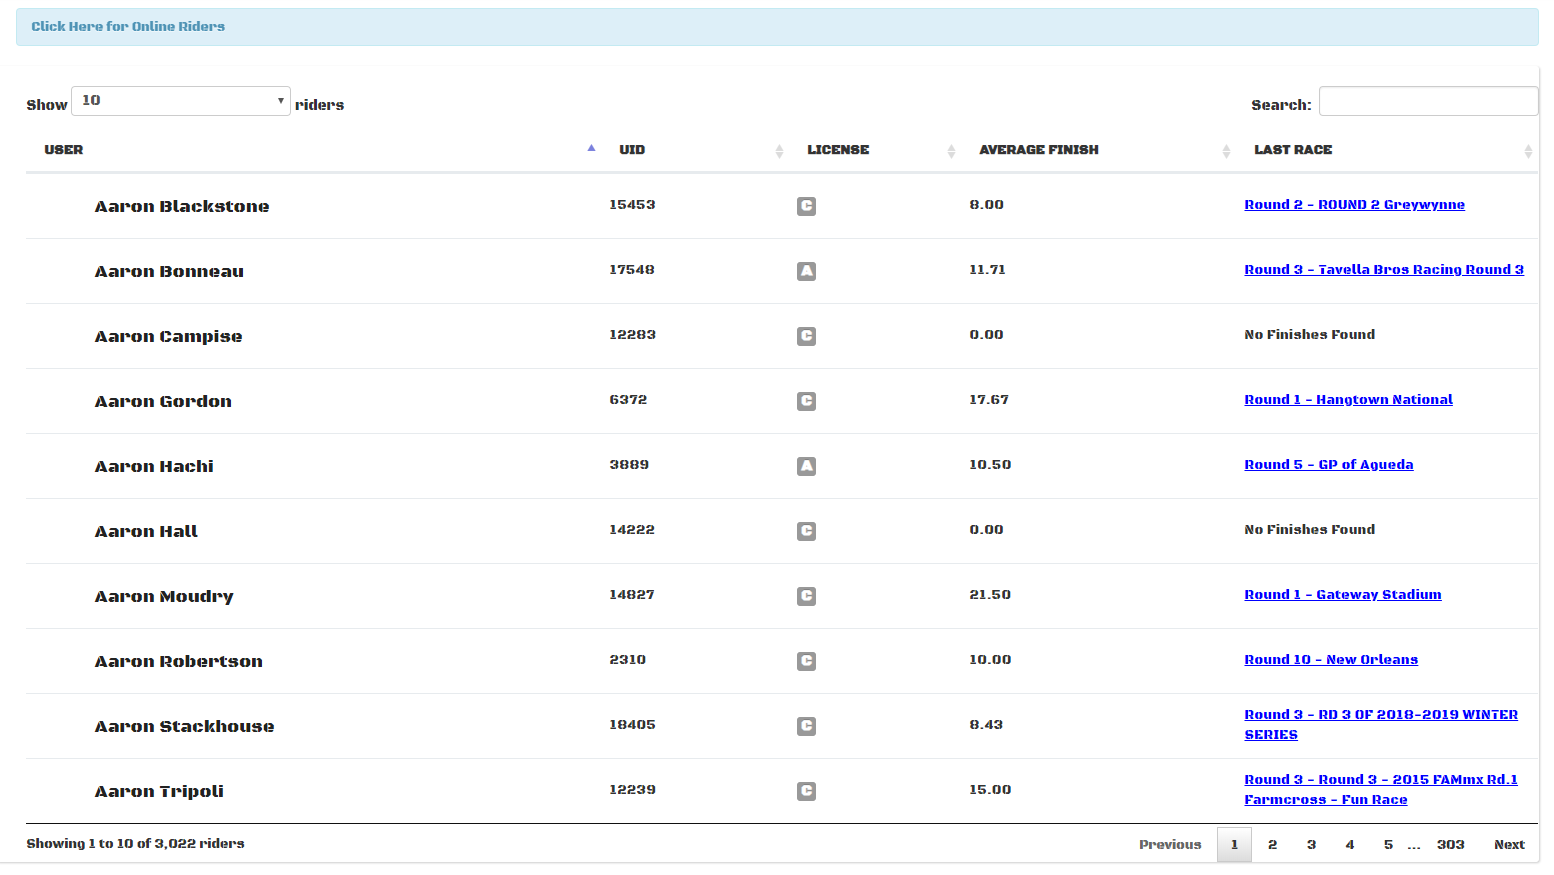 Click Here for Online Riders
Show 10 riders Search:
USER UID LICENSE AVERAGE FINISH LAST RACE
Aaron Blackstone 15453 C 8.00 Round 2 - ROUND 2 Greywynne
Aaron Bonneau 17548 A 11.71 Round 3 - Tavella Bros Racing Round 3
Aaron Campise 12283 C 0.00 No Finishes Found
Aaron Gordon 6372 C 17.67 Round 1 - Hangtown National
Aaron Hachi 3889 A 10.50 Round 5 - GP of Agueda
Aaron Hall 14222 C 0.00 No Finishes Found
Aaron Moudry 14827 C 21.50 Round 1 - Gateway Stadium
Aaron Robertson 2310 C 10.00 Round 10 - New Orleans
Aaron Stackhouse 18405 C 8.43 Round 3 - RD 3 OF 2018-2019 WINTER
SERIES
Aaron Tripoli 12239 C 15.00 Round 3 - Round 3 - 2015 FAMmx Rd.1
Farmcross - Fun Race
Showing 1 to 10 of 3,022 riders Previous 1 2 3 4 5 ... 303 Next